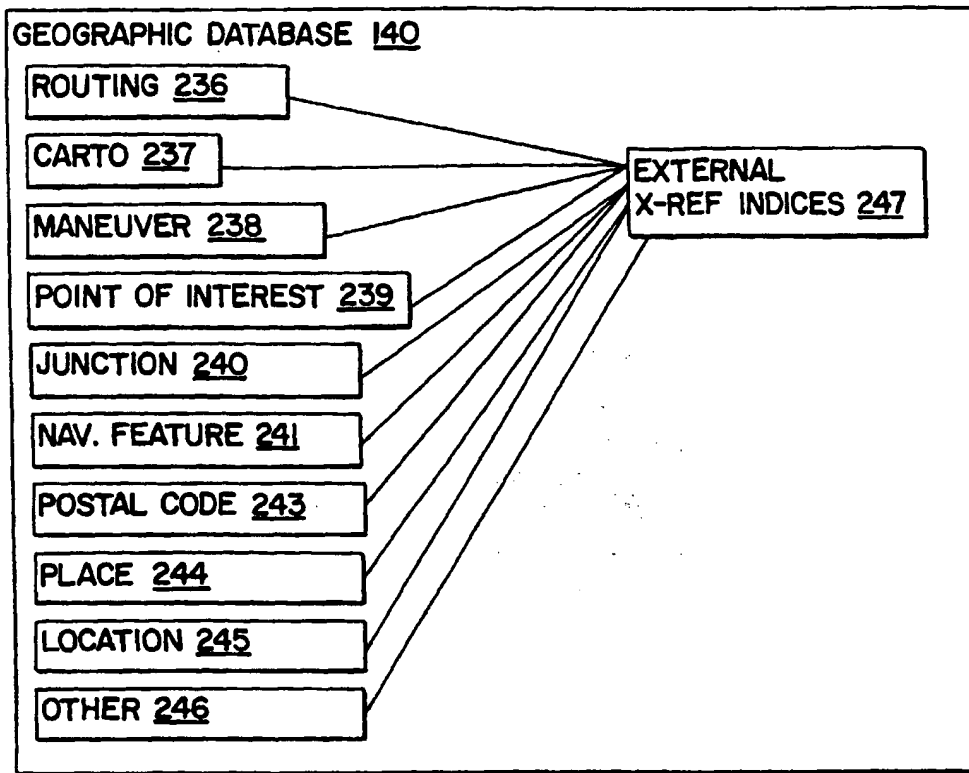 GEOGRAPHIC DATABASE 140
ROUTING 236
CARTO 237
MANEUVER 238
POINT OF INTEREST 239
JUNCTION 240
NAV. FEATURE 241
POSTAL CODE 243
PLACE 244
LOCATION 245
OTHER 246
EXTERNAL
X-REF INDICES 247